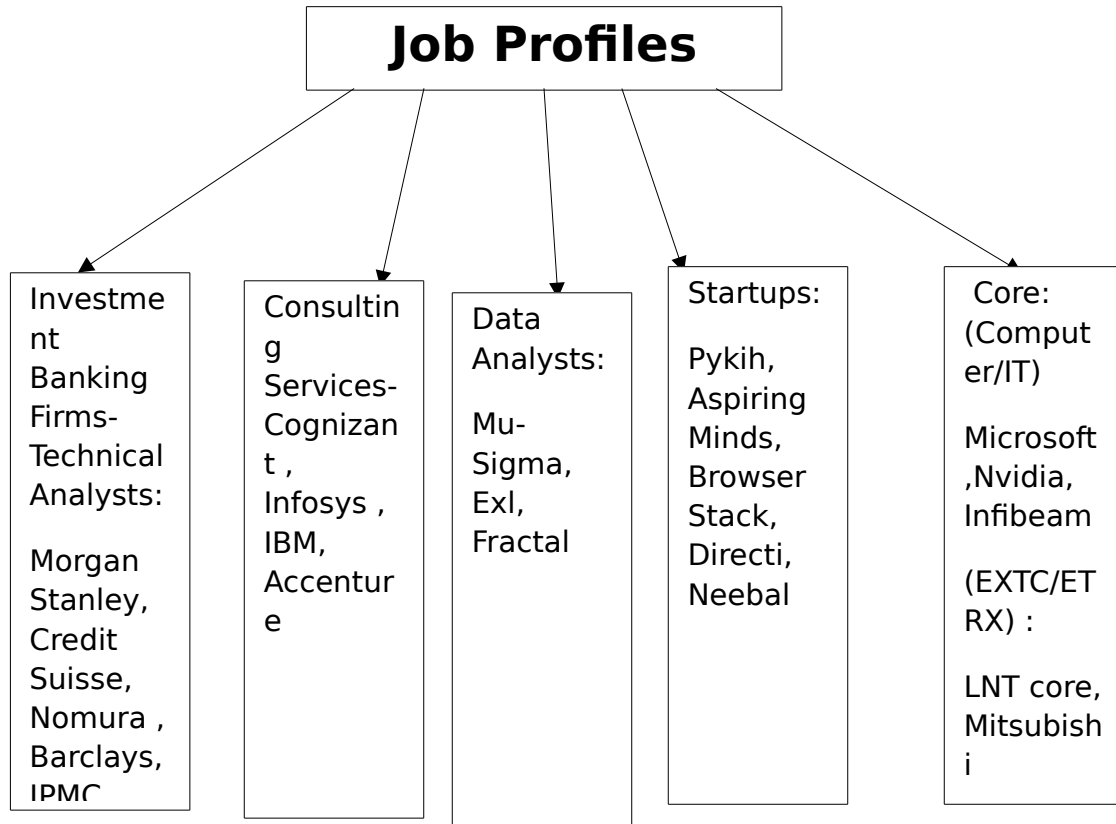 Job Profiles
Investme
nt
Banking
Firms-
Technical
Analysts:
Morgan
Stanley,
Credit
Suisse,
Nomura ,
Barclays,
Consultin
g
Services-
Cognizan
t ,
Infosys ,
IBM,
Accentur
e
Data
Analysts:
Mu-
Sigma,
Exl,
Fractal
Startups:
Pykih,
Aspiring
Minds,
Browser
Stack,
Directi,
Neebal
Core:
(Comput
er/IT)
Microsoft
,Nvidia,
Infibeam
(EXTC/ET
RX) :
LNT core,
Mitsubish
i